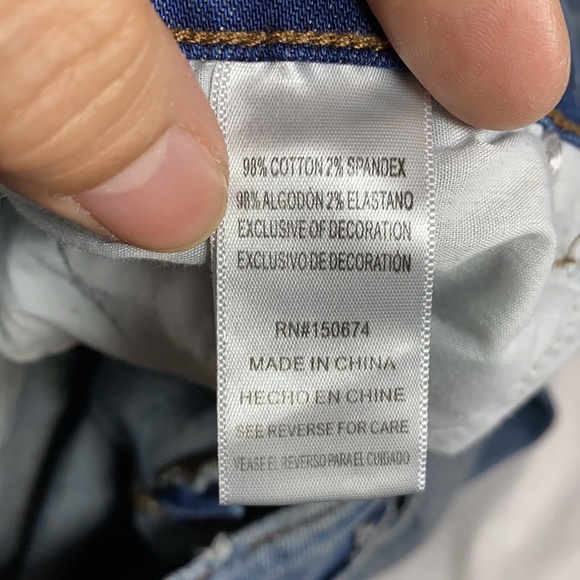 98% COTTON 2% SPANDEX
98% ALGODÓN 2% ELASTANO
EXCLUSIVE OF DECORATION
EXCLUSIVO DE DECORATIÓN
RN#150674
MADE IN CHINA
HECHO EN CHINE
SEE REVERSE FOR CARE
VEASE EL REVERSO PARA EL CUIDADO